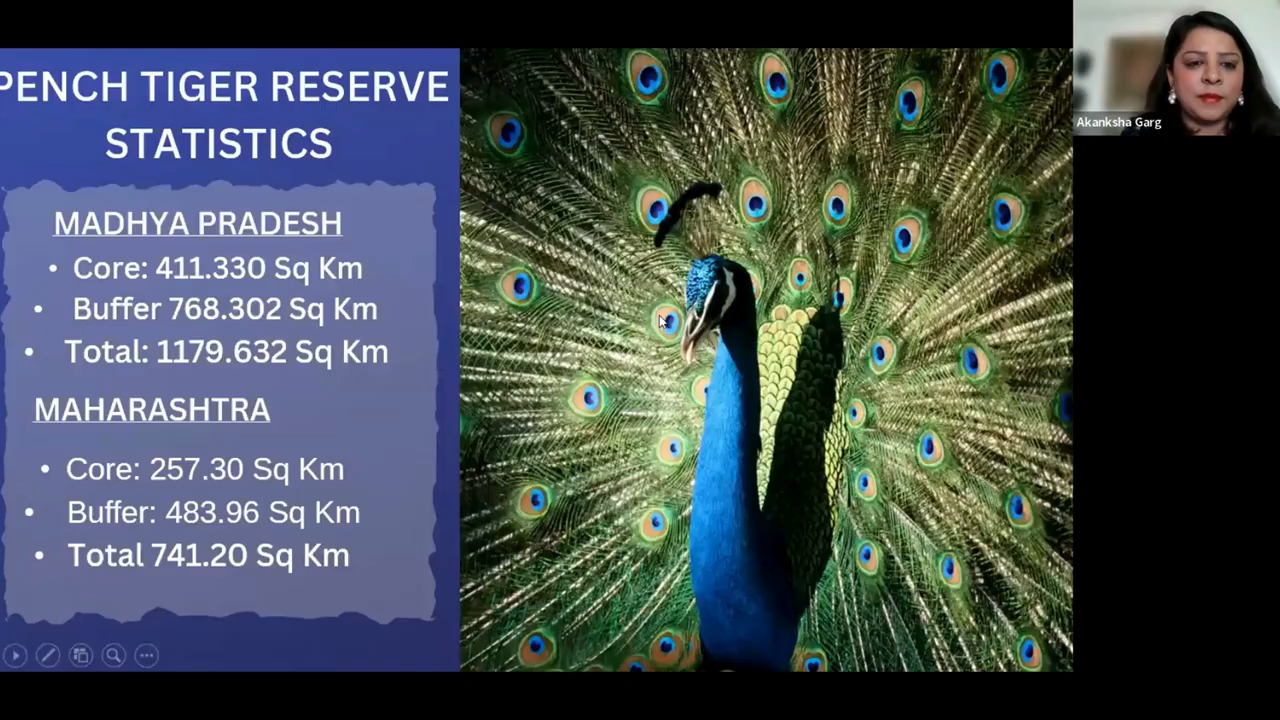 PENCH TIGER RESERVE
STATISTICS
MADHYA PRADESH
• Core: 411.330 Sq Km
• Buffer 768.302 Sq Km
• Total: 1179.632 Sq Km
MAHARASHTRA
• Core: 257.30 Sq Km
• Buffer: 483.96 Sq Km
• Total 741.20 Sq Km
Akanksha Garg